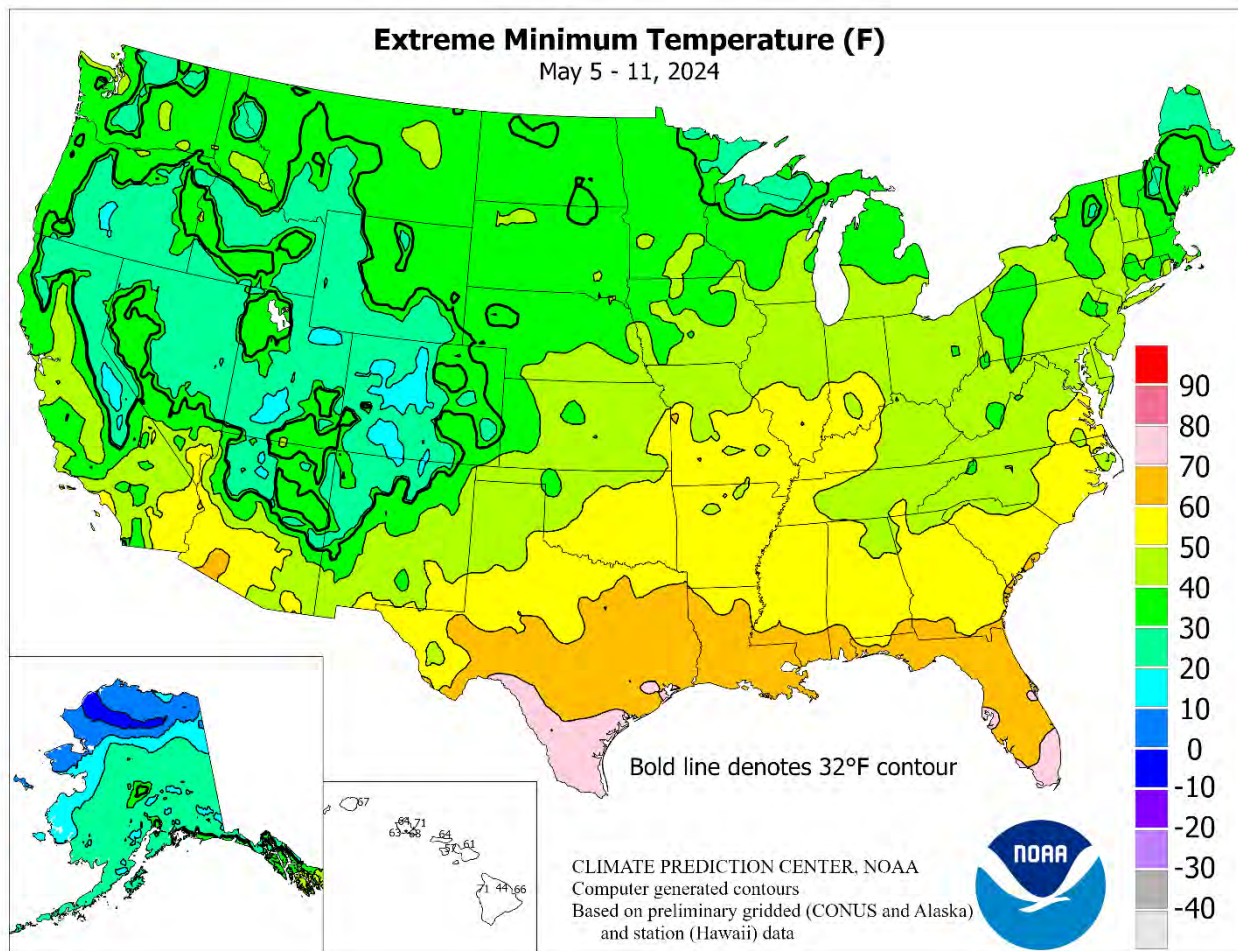 Extreme Minimum Temperature (F)
May 5 - 11, 2024
90
80
70
60
50
40
30
20
10
0
-10
-20
-30
-40
Bold line denotes 32°F contour
67
64 71
63 68
64
57
61
71 44 66
CLIMATE PREDICTION CENTER, NOAA
Computer generated contours
Based on preliminary gridded (CONUS and Alaska)
and station (Hawaii) data
NOAA